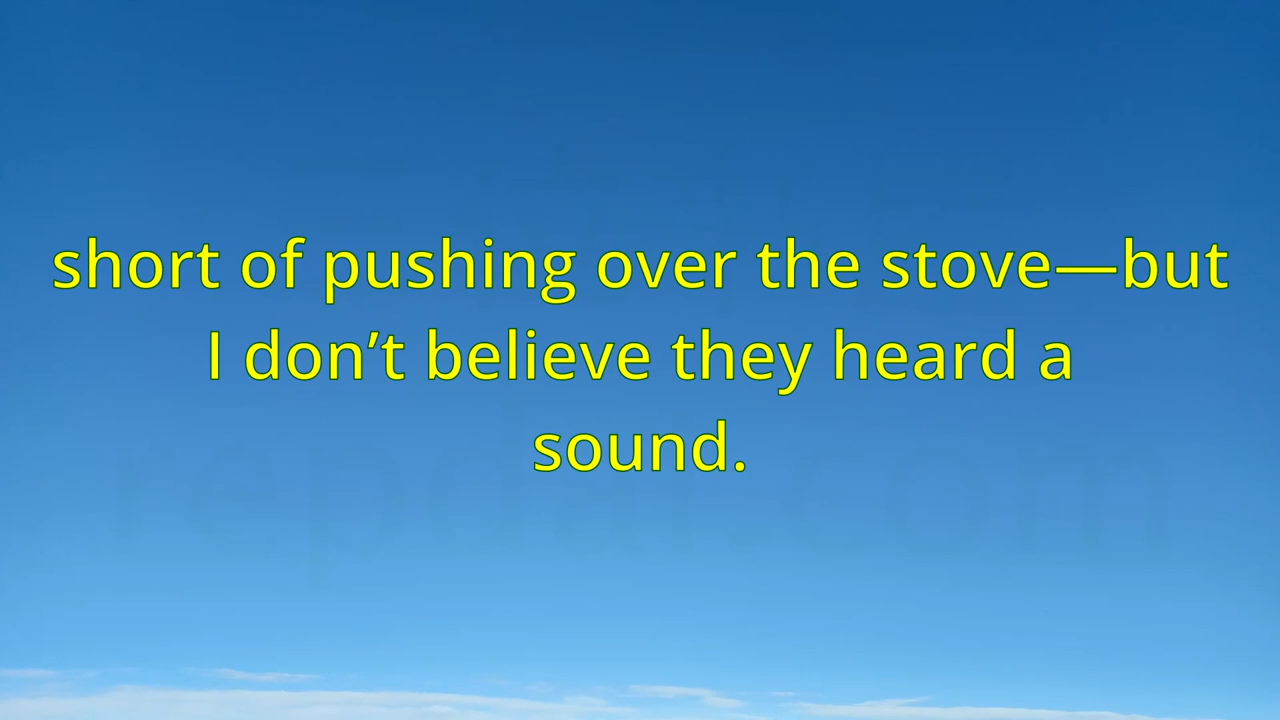 short of pushing over the stove—but
I don’t believe they heard a
sound.